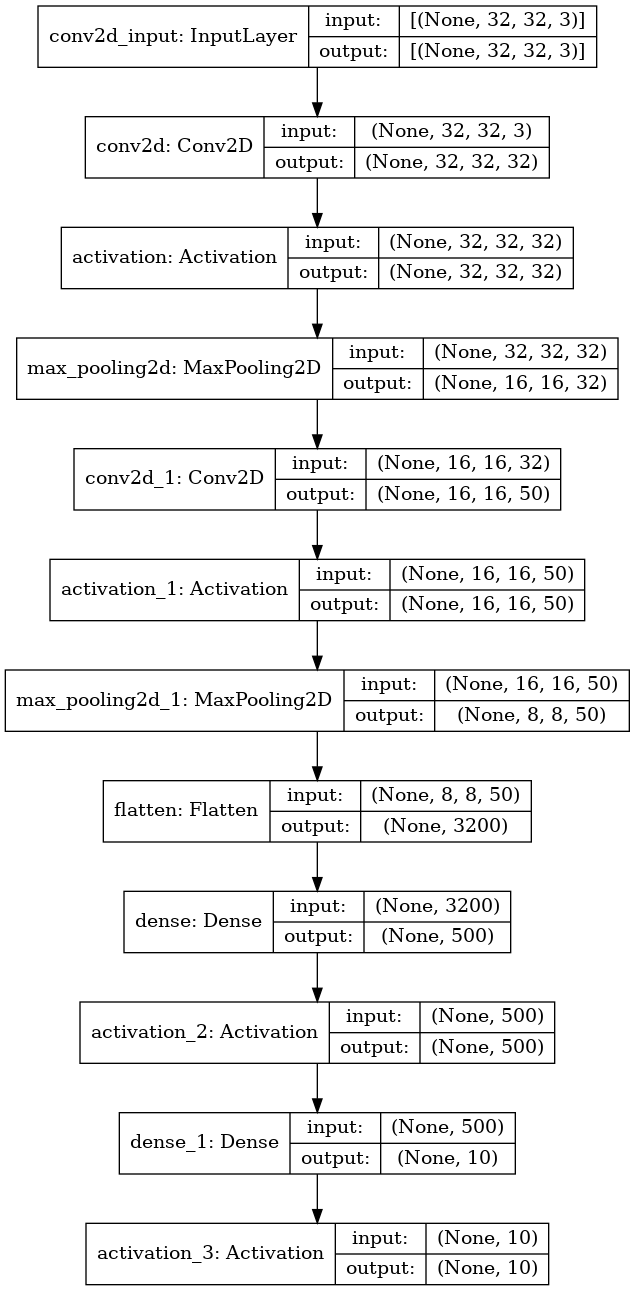 conv2d_input: InputLayer
input: [(None, 32, 32, 3)]
output: [(None, 32, 32, 3)]
conv2d: Conv2D
input: (None, 32, 32, 3)
output: (None, 32, 32, 32)
activation: Activation
input: (None, 32, 32, 32)
output: (None, 32, 32, 32)
max_pooling2d: MaxPooling2D
input: (None, 32, 32, 32)
output: (None, 16, 16, 32)
conv2d_1: Conv2D
input: (None, 16, 16, 32)
output: (None, 16, 16, 50)
activation_1: Activation
input: (None, 16, 16, 50)
output: (None, 16, 16, 50)
max_pooling2d_1: MaxPooling2D
input: (None, 16, 16, 50)
output: (None, 8, 8, 50)
flatten: Flatten
input: (None, 8, 8, 50)
output: (None, 3200)
dense: Dense
input: (None, 3200)
output: (None, 500)
activation_2: Activation
input: (None, 500)
output: (None, 500)
dense_1: Dense
input: (None, 500)
output: (None, 10)
activation_3: Activation
input: (None, 10)
output: (None, 10)